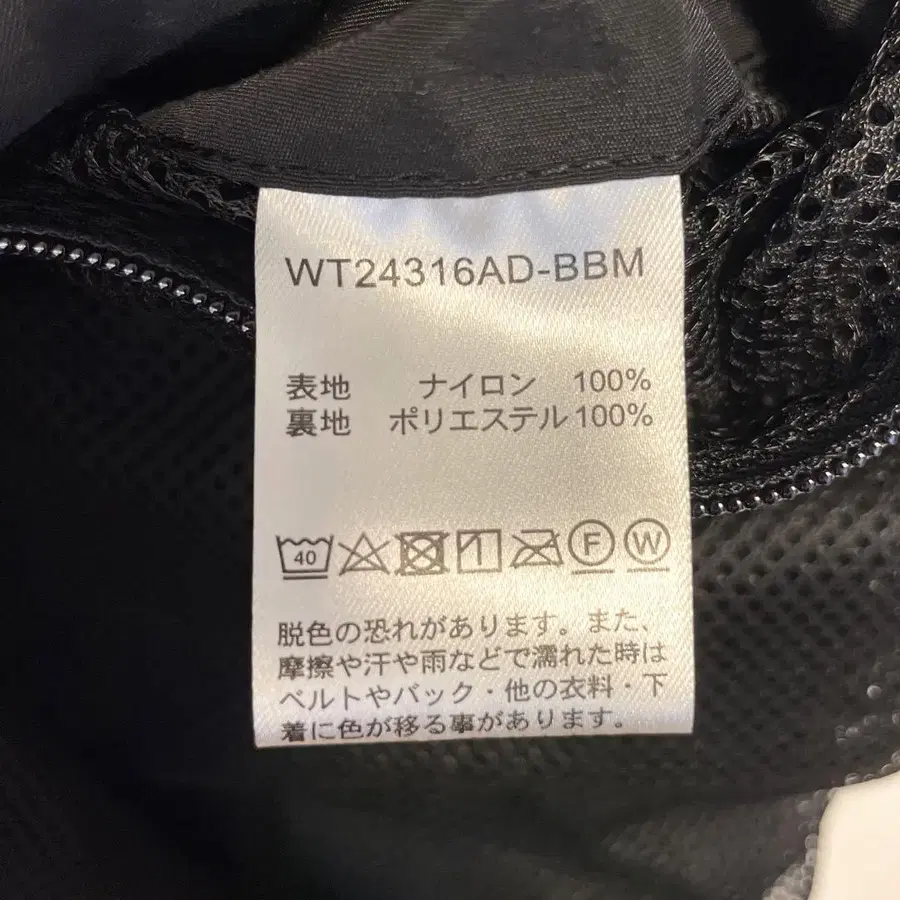 WT24316AD-BBM
表地 ナイロン 100%
裏地 ポリエステル100%
40 F W
脱色の恐れがあります。また、
摩擦や汗や雨などで濡れた時は
ベルトやバック・他の衣料・下
着に色が移る事があります。